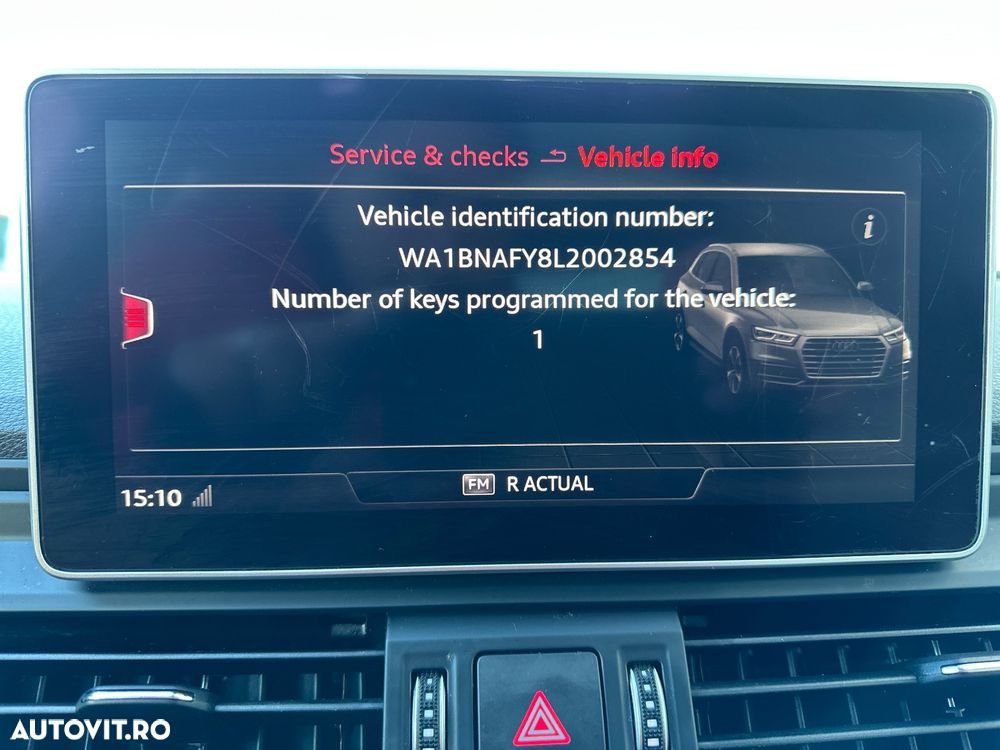 Service & checks Vehicle info
Vehicle identification number:
WA1BNAFY8L2002854
Number of keys programmed for the vehicle:
1
i
15:10 FM R ACTUAL
AUTOVIT.RO